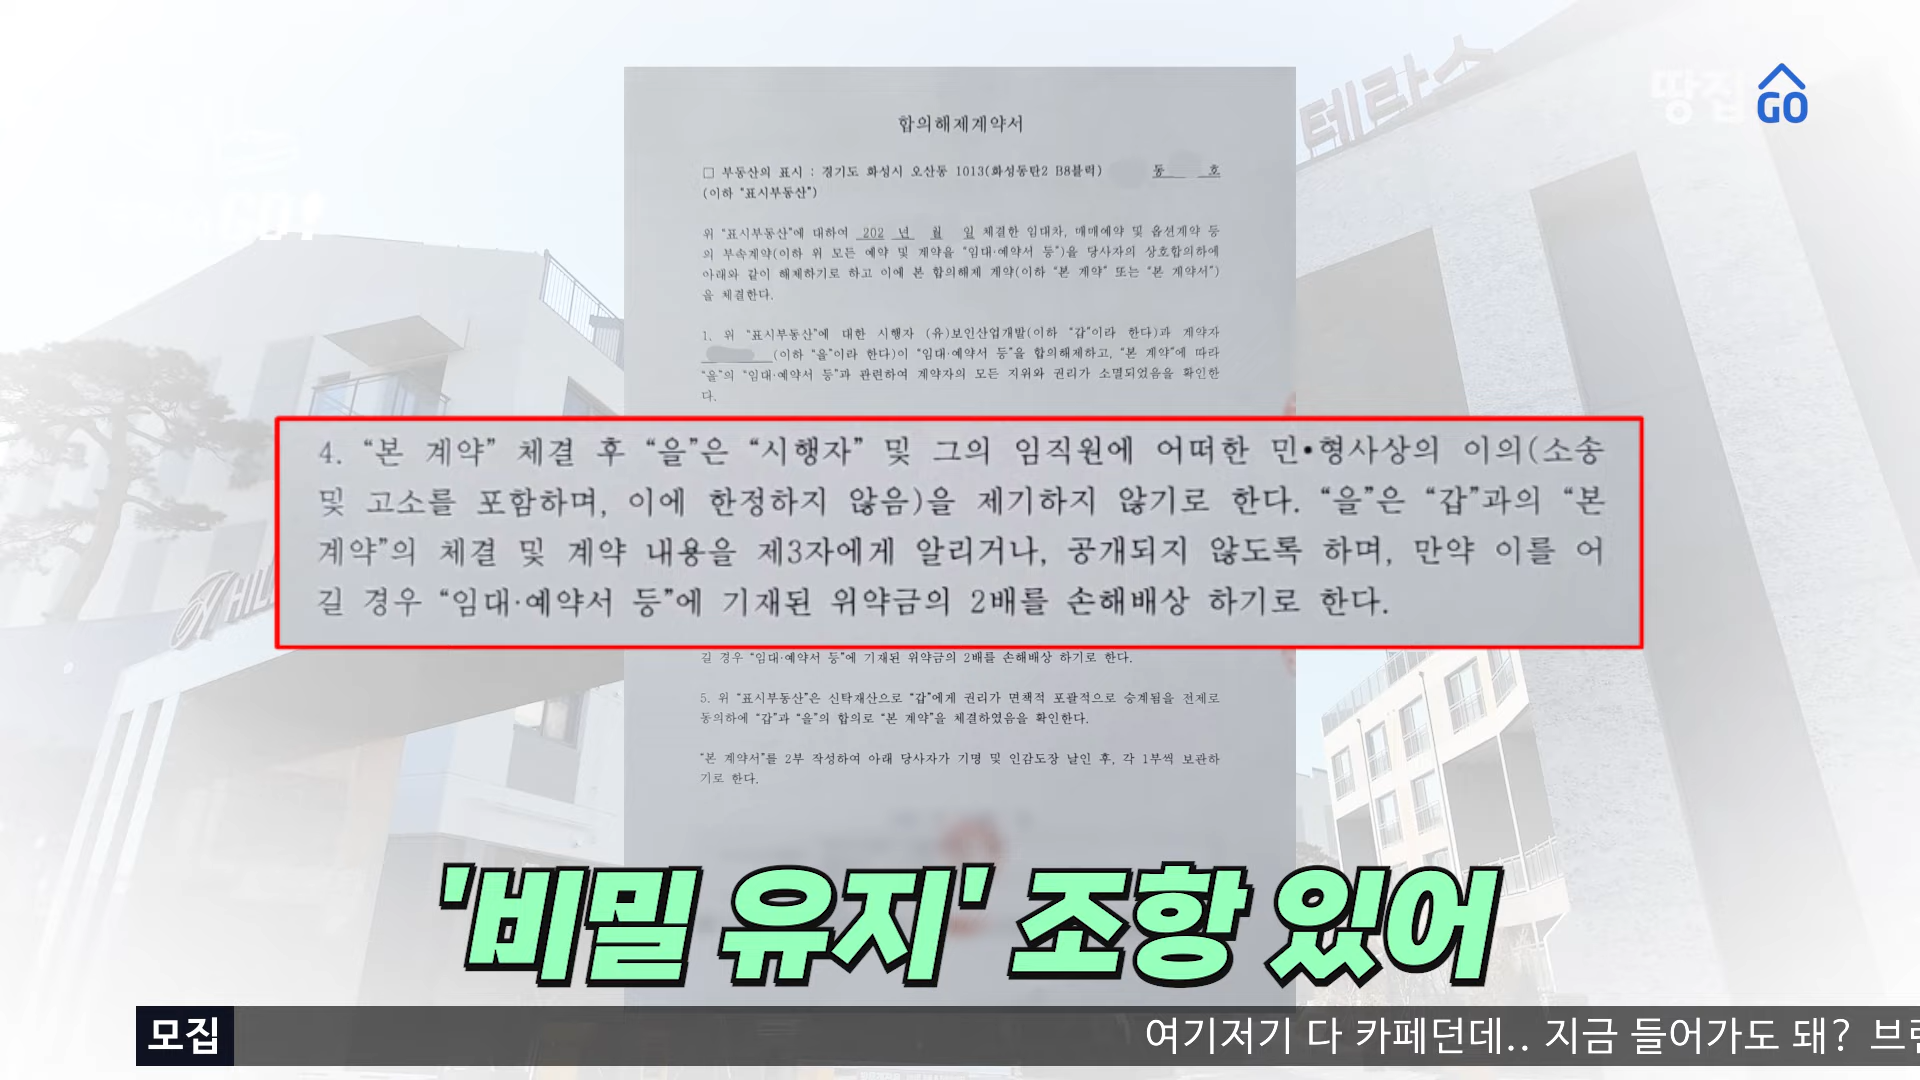 테라스
땅집GO
합의해제계약서
□ 부동산의 표시 : 경기도 화성시 오산동 1013(화성동탄2 B8블럭) 동 호
(이하 “표시부동산”)
위 “표시부동산”에 대하여 202 년 월 일 체결한 임대차, 매매예약 및 옵션계약 등
의 부속계약(이하 위 모든 예약 및 계약을 “임대·예약서 등”)을 당사자의 상호합의하에
아래와 같이 해제하기로 하고 이에 본 합의해제 계약(이하 “본 계약” 또는 “본 계약서”)
을 체결한다.
1. 위 “표시부동산”에 대한 시행자 (유)보인산업개발(이하 “갑”이라 한다)과 계약자
(이하 “을”이라 한다)이 “임대·예약서 등”을 합의해제하고, “본 계약”에 따라
“을”의 “임대·예약서 등”과 관련하여 계약자의 모든 지위와 권리가 소멸되었음을 확인한
다.
4. “본 계약” 체결 후 “을”은 “시행자” 및 그의 임직원에 어떠한 민•형사상의 이의(소송
및 고소를 포함하며, 이에 한정하지 않음)을 제기하지 않기로 한다. “을”은 “갑”과의 “본
계약”의 체결 및 계약 내용을 제3자에게 알리거나, 공개되지 않도록 하며, 만약 이를 어
길 경우 “임대·예약서 등”에 기재된 위약금의 2배를 손해배상 하기로 한다.
길 경우 “임대·예약서 등”에 기재된 위약금의 2배를 손해배상 하기로 한다.
5. 위 “표시부동산”은 신탁재산으로 “갑”에게 권리가 면책적 포괄적으로 승계됨을 전제로
동의하에 “갑”과 “을”의 합의로 “본 계약”을 체결하였음을 확인한다.
“본 계약서”를 2부 작성하여 아래 당사자가 기명 및 인감도장 날인 후, 각 1부씩 보관하
기로 한다.
'비밀 유지' 조항 있어
모집
여기저기 다 카페던데.. 지금 들어가도 돼?